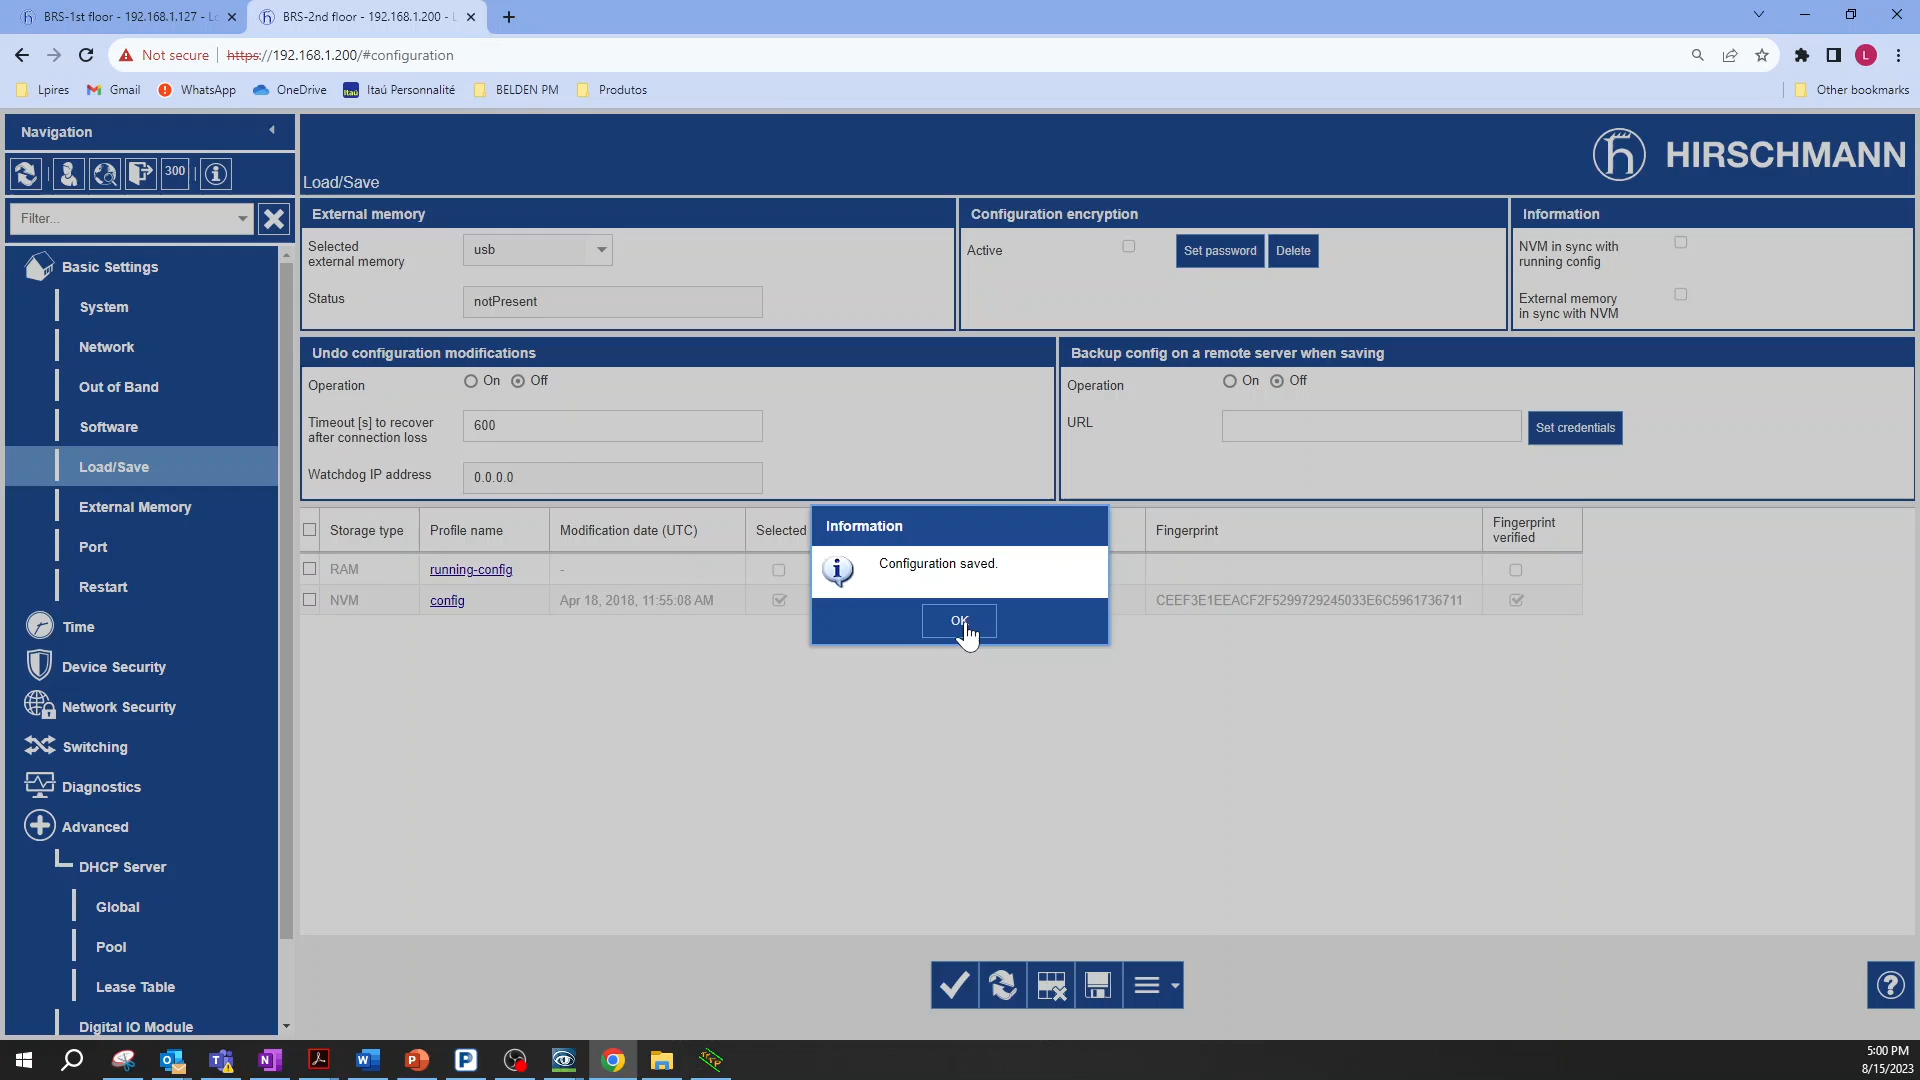 BRS-1st floor - 192.168.1.127 - Lo
BRS-2nd floor - 192.168.1.200 - L
Not secure
https://192.168.1.200/#configuration
L
Lpires
Gmail
WhatsApp
OneDrive
Itaú
Itaú Personnalité
BELDEN PM
Produtos
Other bookmarks
Navigation
300
Filter...
Basic Settings
System
Network
Out of Band
Software
Load/Save
External Memory
Port
Restart
Time
Device Security
Network Security
Switching
Diagnostics
Advanced
DHCP Server
Global
Pool
Lease Table
Digital IO Module
Load/Save
HIRSCHMANN
External memory
Selected
external memory
usb
Status
notPresent
Configuration encryption
Active
Set password
Delete
Information
NVM in sync with
running config
External memory
in sync with NVM
Undo configuration modifications
Operation
On
Off
Timeout [s] to recover
after connection loss
600
Watchdog IP address
0.0.0.0
Backup config on a remote server when saving
Operation
On
Off
URL
Set credentials
Storage type
Profile name
Modification date (UTC)
Selected
Fingerprint
Fingerprint
verified
RAM
running-config
-
NVM
config
Apr 18, 2018, 11:55:08 AM
CEEF3E1EEACF2F5299729245033E6C5961736711
Information
Configuration saved.
OK
5:00 PM
8/15/2023